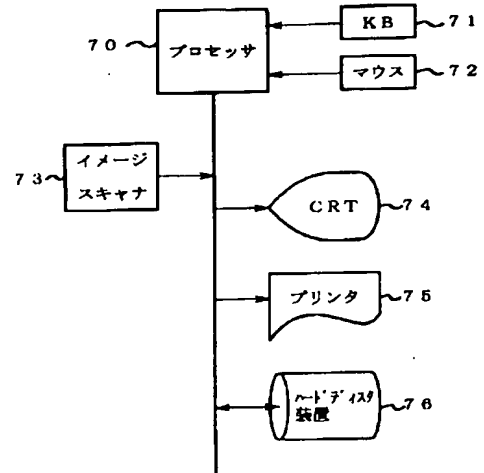 70
プロセッサ
KB
71
マウス
72
73
イメージ
スキャナ
CRT
74
プリンタ
75
ハードディスク
装置
76